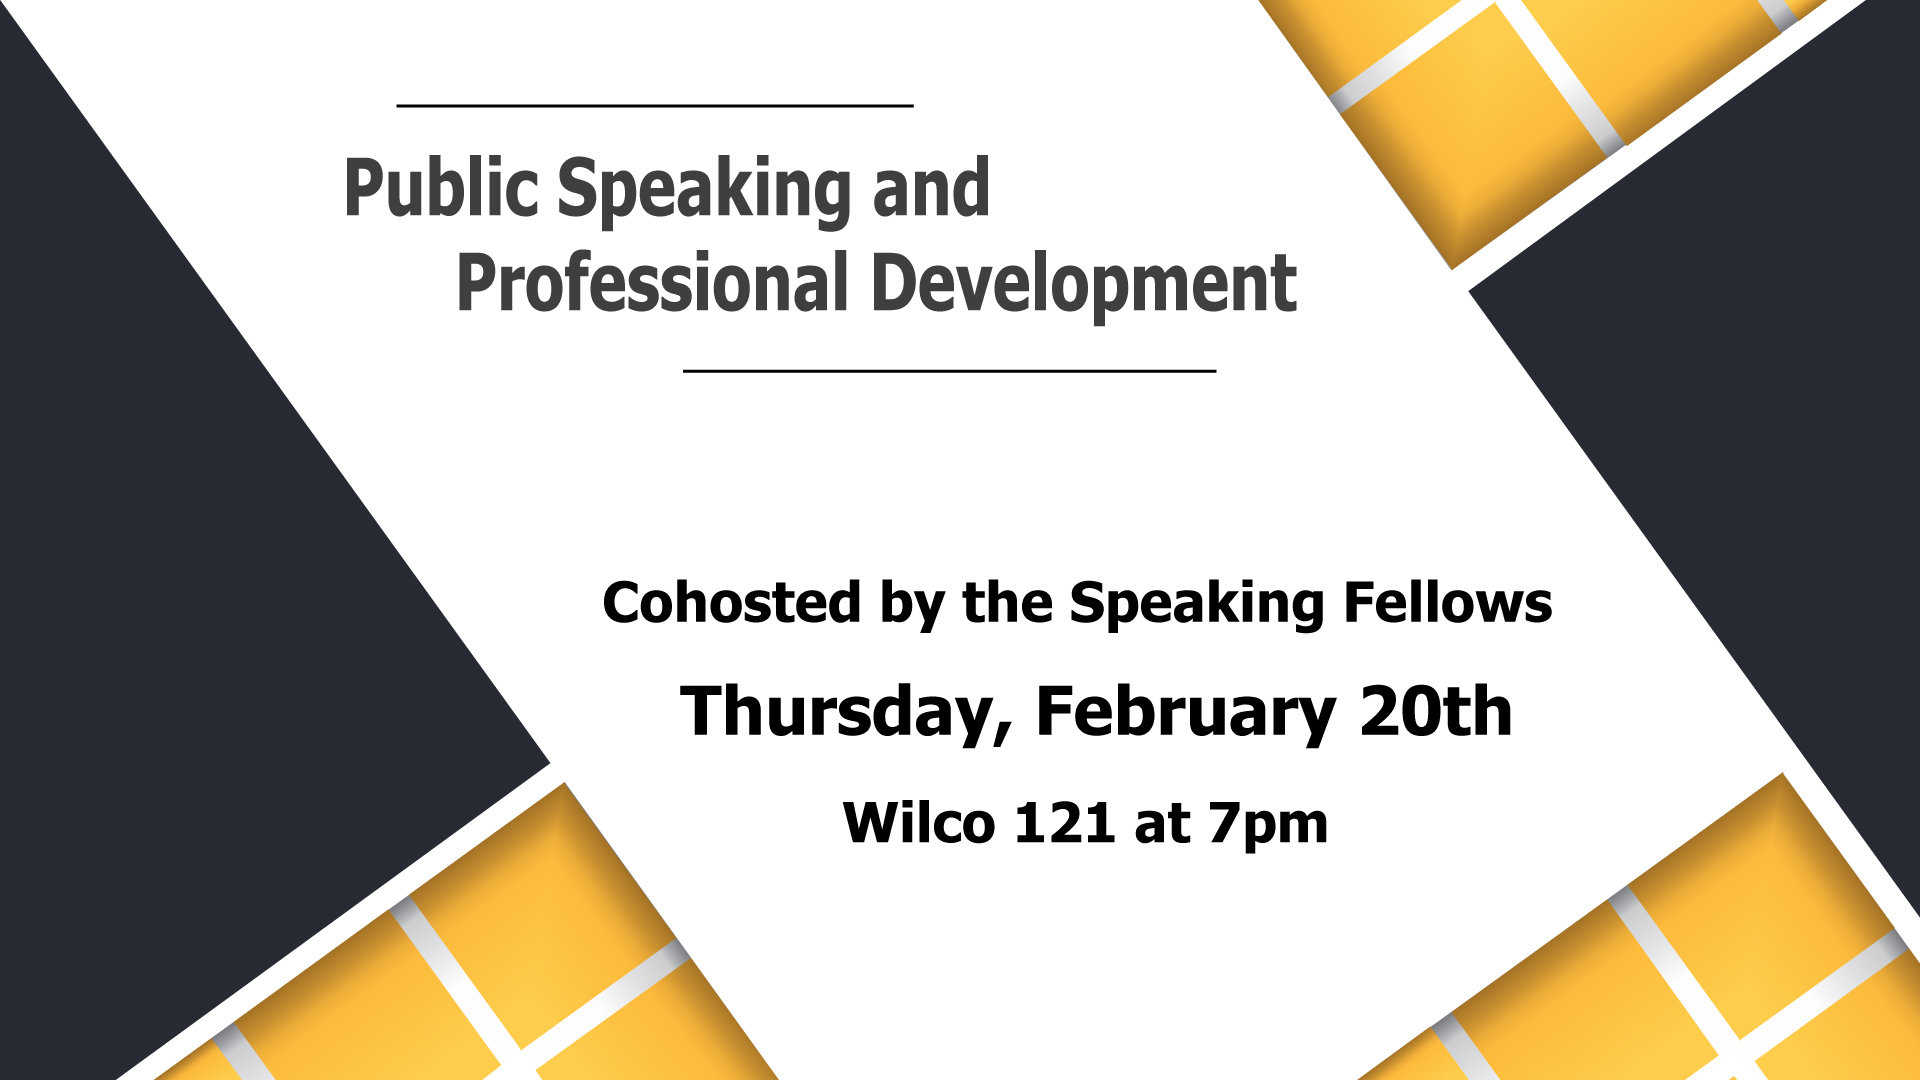 Public Speaking and
Professional Development
Cohosted by the Speaking Fellows
Thursday, February 20th
Wilco 121 at 7pm